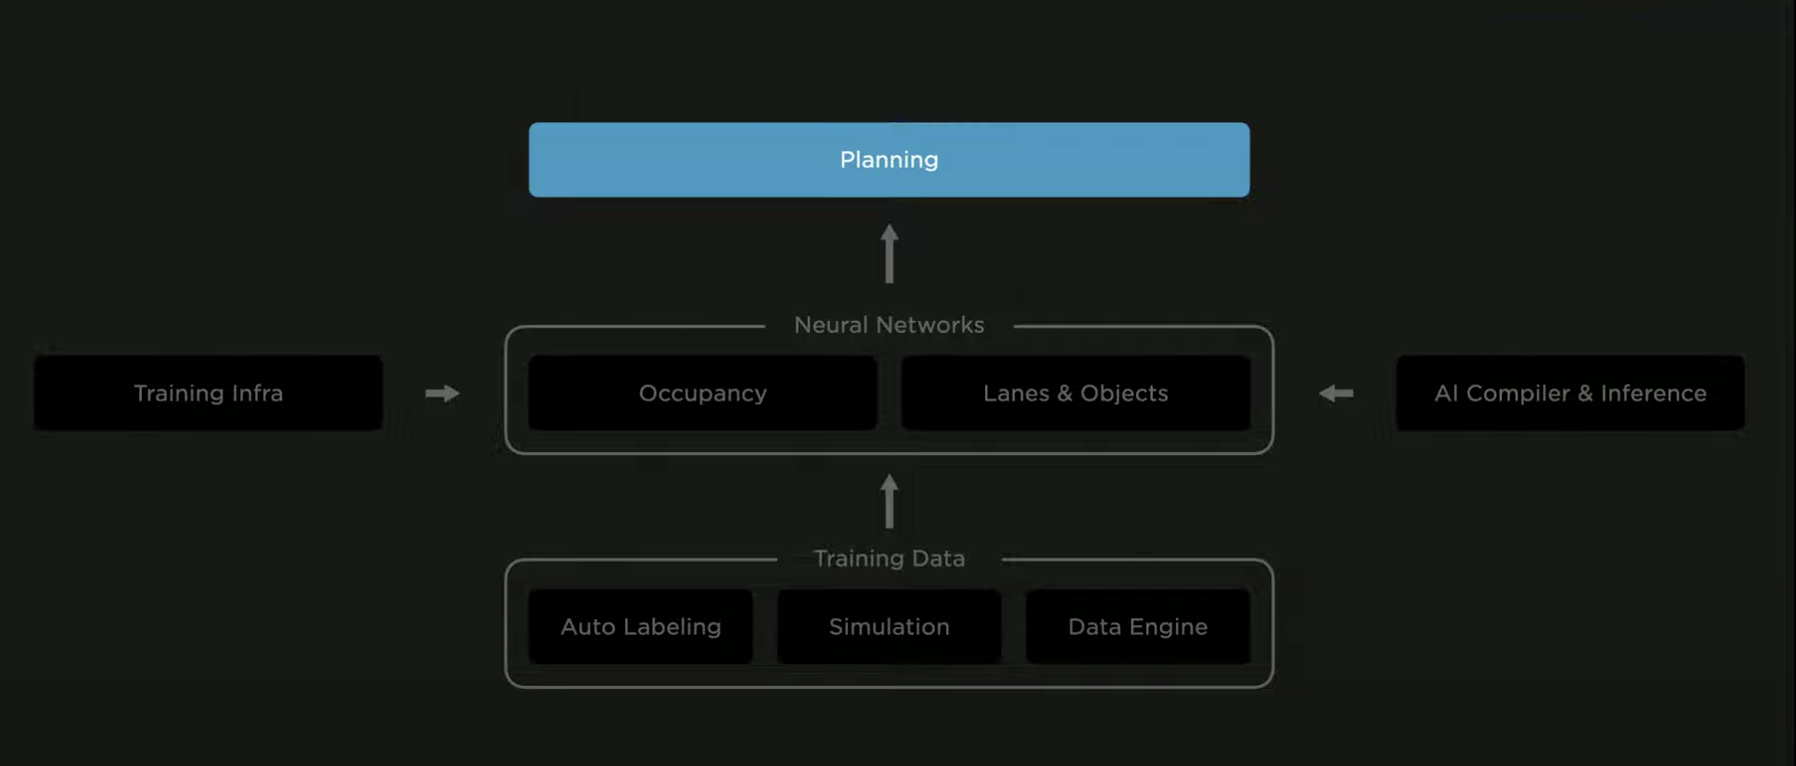 Planning
Neural Networks
Training Infra
Occupancy
Lanes & Objects
AI Compiler & Inference
Training Data
Auto Labeling
Simulation
Data Engine